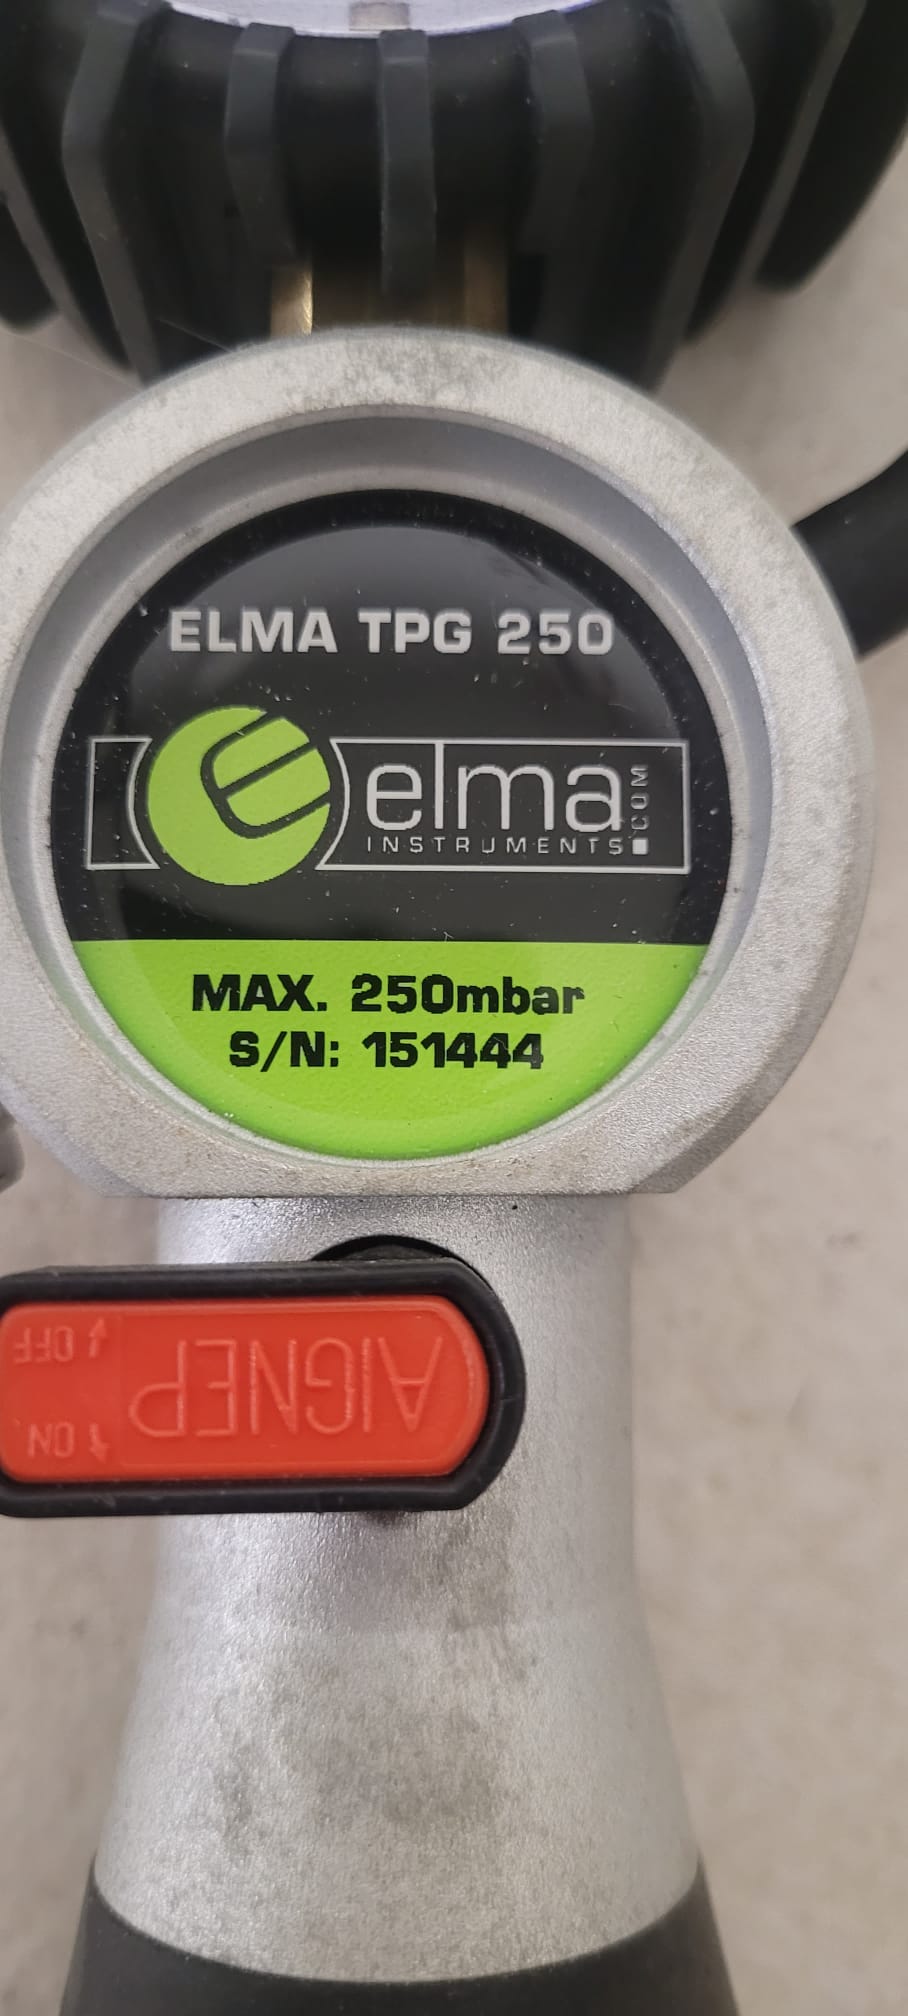 ELMA TPG 250
elma.COM
INSTRUMENTS
MAX. 250mbar
S/N: 151444
AIGNEP
ON
OFF